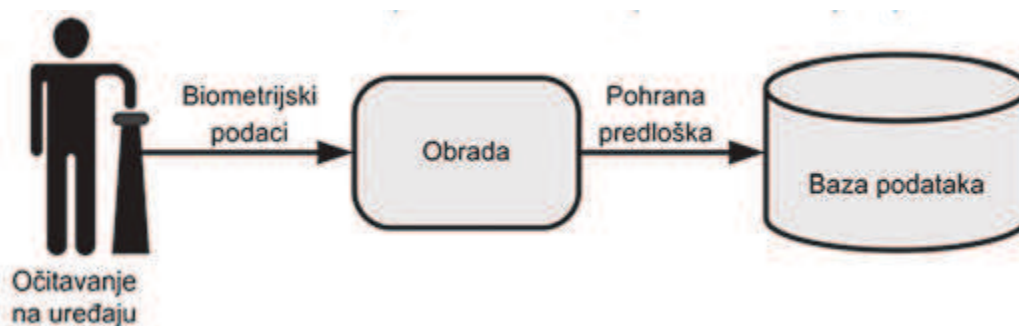 Biometrijski
podaci
Obrada
Pohrana
predloška
Baza podataka
Očitavanje
na uređaju